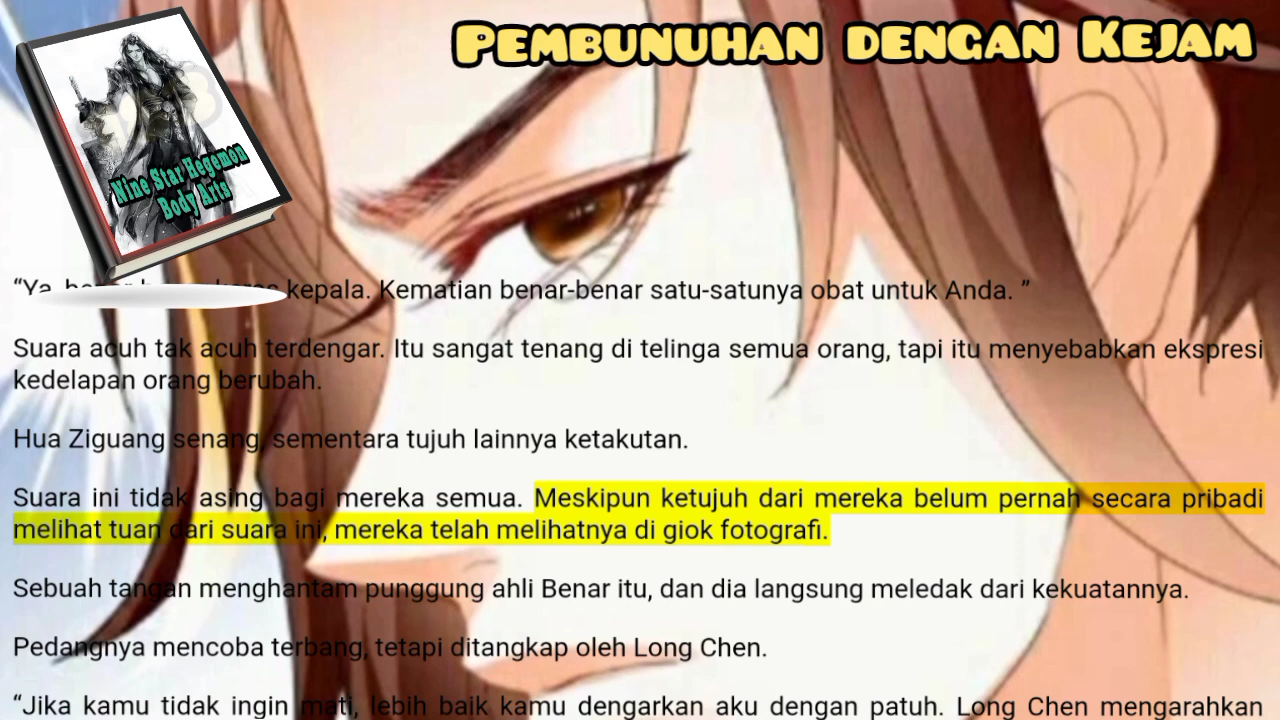 Pembunuhan dengan Kejam
Nine Star Hegemon
Body Arts
“Ya, kepala. Kematian benar-benar satu-satunya obat untuk Anda. ”
Suara acuh tak acuh terdengar. Itu sangat tenang di telinga semua orang, tapi itu menyebabkan ekspresi
kedelapan orang berubah.
Hua Ziguang senang, sementara tujuh lainnya ketakutan.
Suara ini tidak asing bagi mereka semua. Meskipun ketujuh dari mereka belum pernah secara pribadi
melihat tuan dari suara ini, mereka telah melihatnya di giok fotografi.
Sebuah tangan menghantam punggung ahli Benar itu, dan dia langsung meledak dari kekuatannya.
Pedangnya mencoba terbang, tetapi ditangkap oleh Long Chen.
“Jika kamu tidak ingin mati, lebih baik kamu dengarkan aku dengan patuh. Long Chen mengarahkan